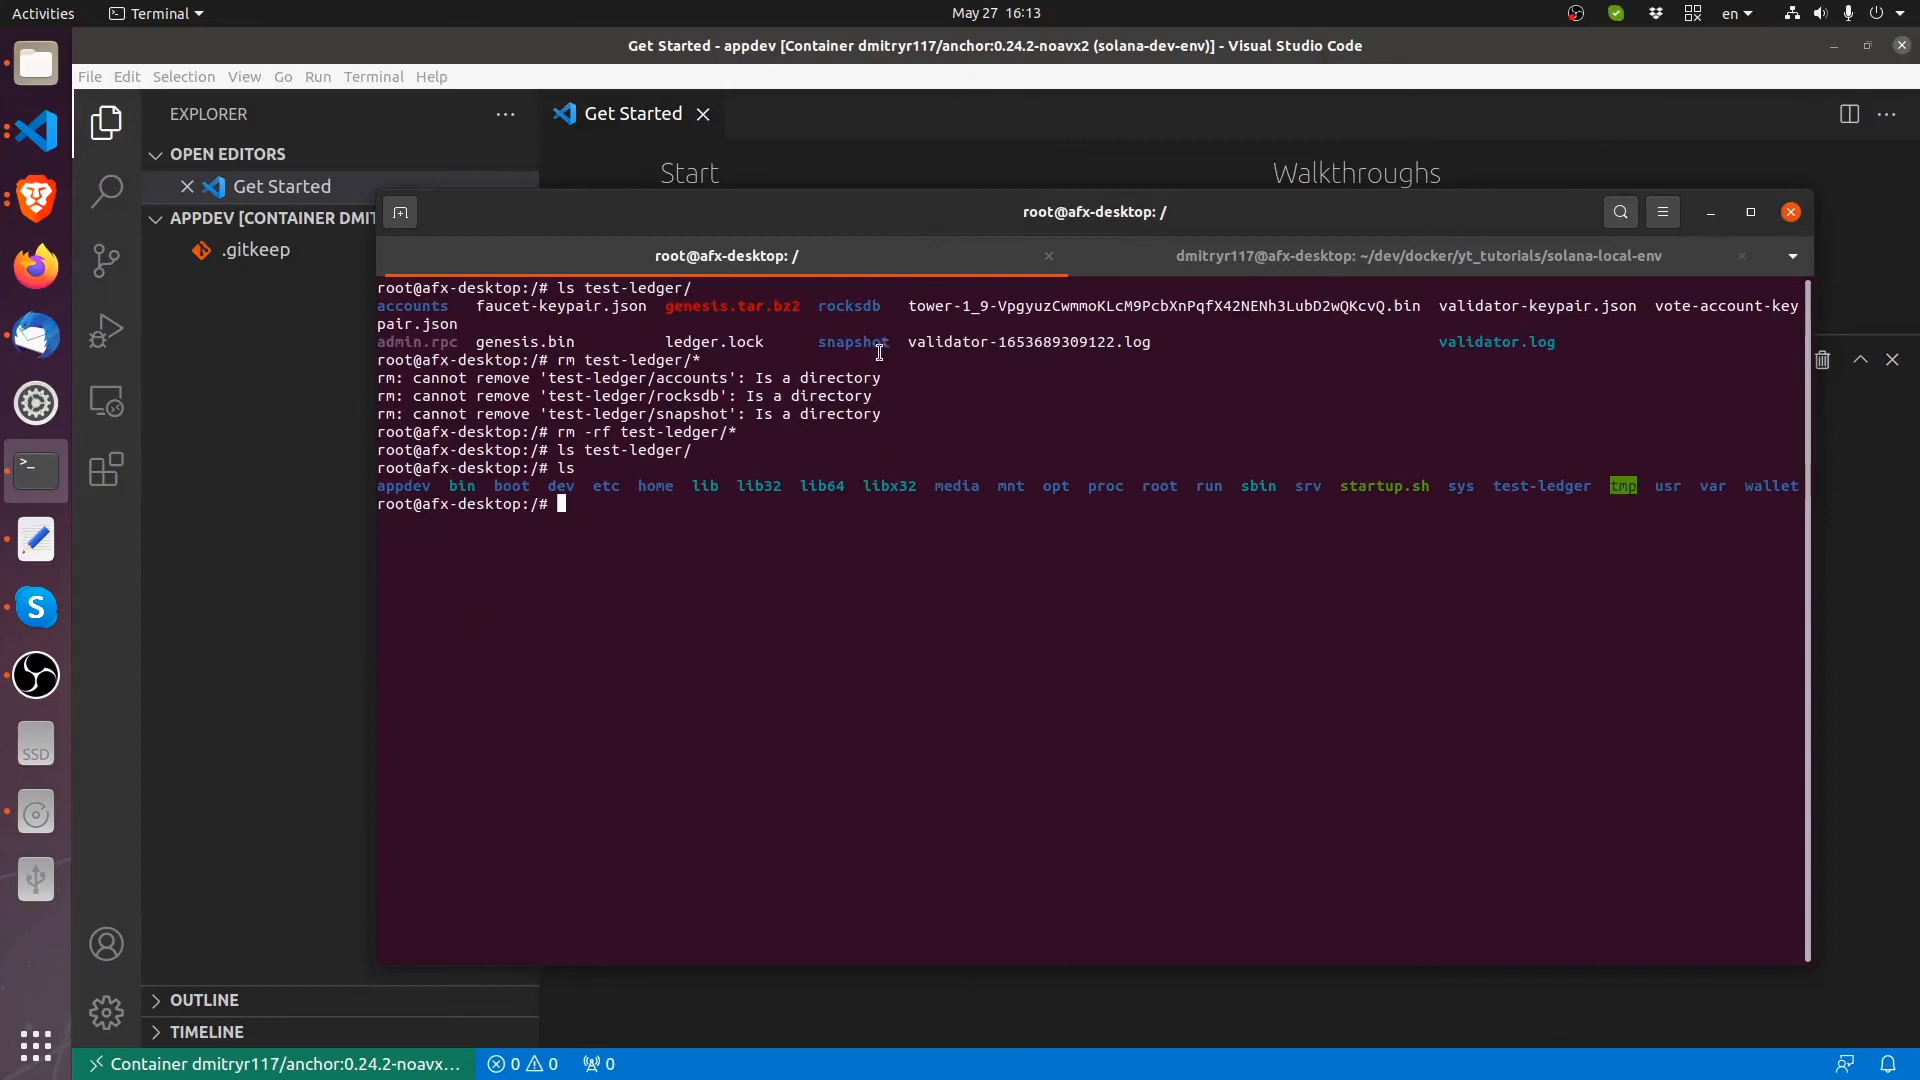 Activities
Terminal
May 27 16:13
en
Get Started - appdev [Container dmitryr117/anchor:0.24.2-noavx2 (solana-dev-env)] - Visual Studio Code
File Edit Selection View Go Run Terminal Help
EXPLORER
Get Started
OPEN EDITORS
Get Started
APPDEV [CONTAINER DMIT
.gitkeep
Start
Walkthroughs
root@afx-desktop: /
root@afx-desktop: /
dmitryr117@afx-desktop: ~/dev/docker/yt_tutorials/solana-local-env
root@afx-desktop:/# ls test-ledger/
accounts faucet-keypair.json genesis.tar.bz2 rocksdb tower-1_9-VpgyuzCwmmoKLcM9PcbXnPqfX42NENh3LubD2wQKcvQ.bin validator-keypair.json vote-account-key
pair.json
admin.rpc genesis.bin ledger.lock snapshot validator-1653689309122.log validator.log
root@afx-desktop:/# rm test-ledger/*
rm: cannot remove 'test-ledger/accounts': Is a directory
rm: cannot remove 'test-ledger/rocksdb': Is a directory
rm: cannot remove 'test-ledger/snapshot': Is a directory
root@afx-desktop:/# rm -rf test-ledger/*
root@afx-desktop:/# ls test-ledger/
root@afx-desktop:/# ls
appdev bin boot dev etc home lib lib32 lib64 libx32 media mnt opt proc root run sbin srv startup.sh sys test-ledger tmp usr var wallet
root@afx-desktop:/#
SSD
OUTLINE
TIMELINE
Container dmitryr117/anchor:0.24.2-noavx...
0 0 0